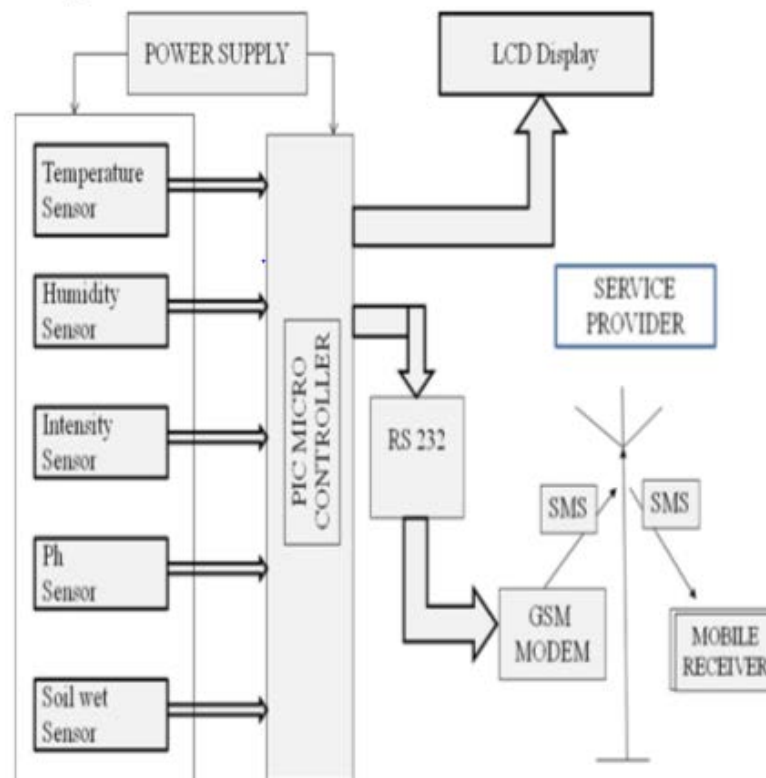 POWER SUPPLY
LCD Display
Temperature
Sensor
Humidity
Sensor
Intensity
Sensor
Ph
Sensor
Soil wet
Sensor
PIC MICRO
CONTROLLER
RS 232
SERVICE
PROVIDER
SMS
SMS
GSM
MODEM
MOBILE
RECEIVER